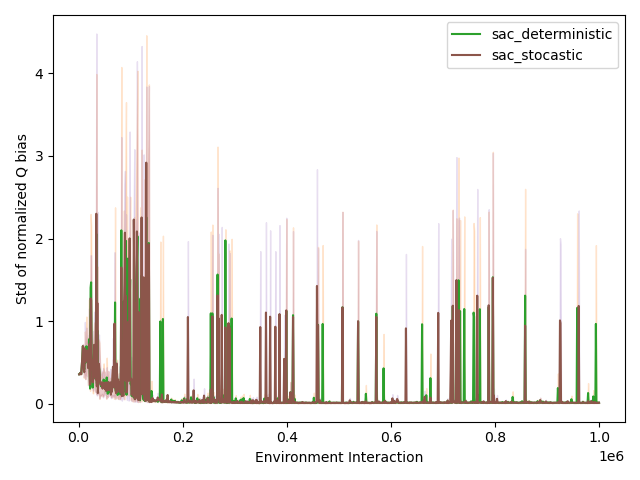 sac_deterministic
sac_stocastic
Std of normalized Q bias
4
3
2
1
0
0.0 0.2 0.4 0.6 0.8 1.0
1e6
Environment Interaction